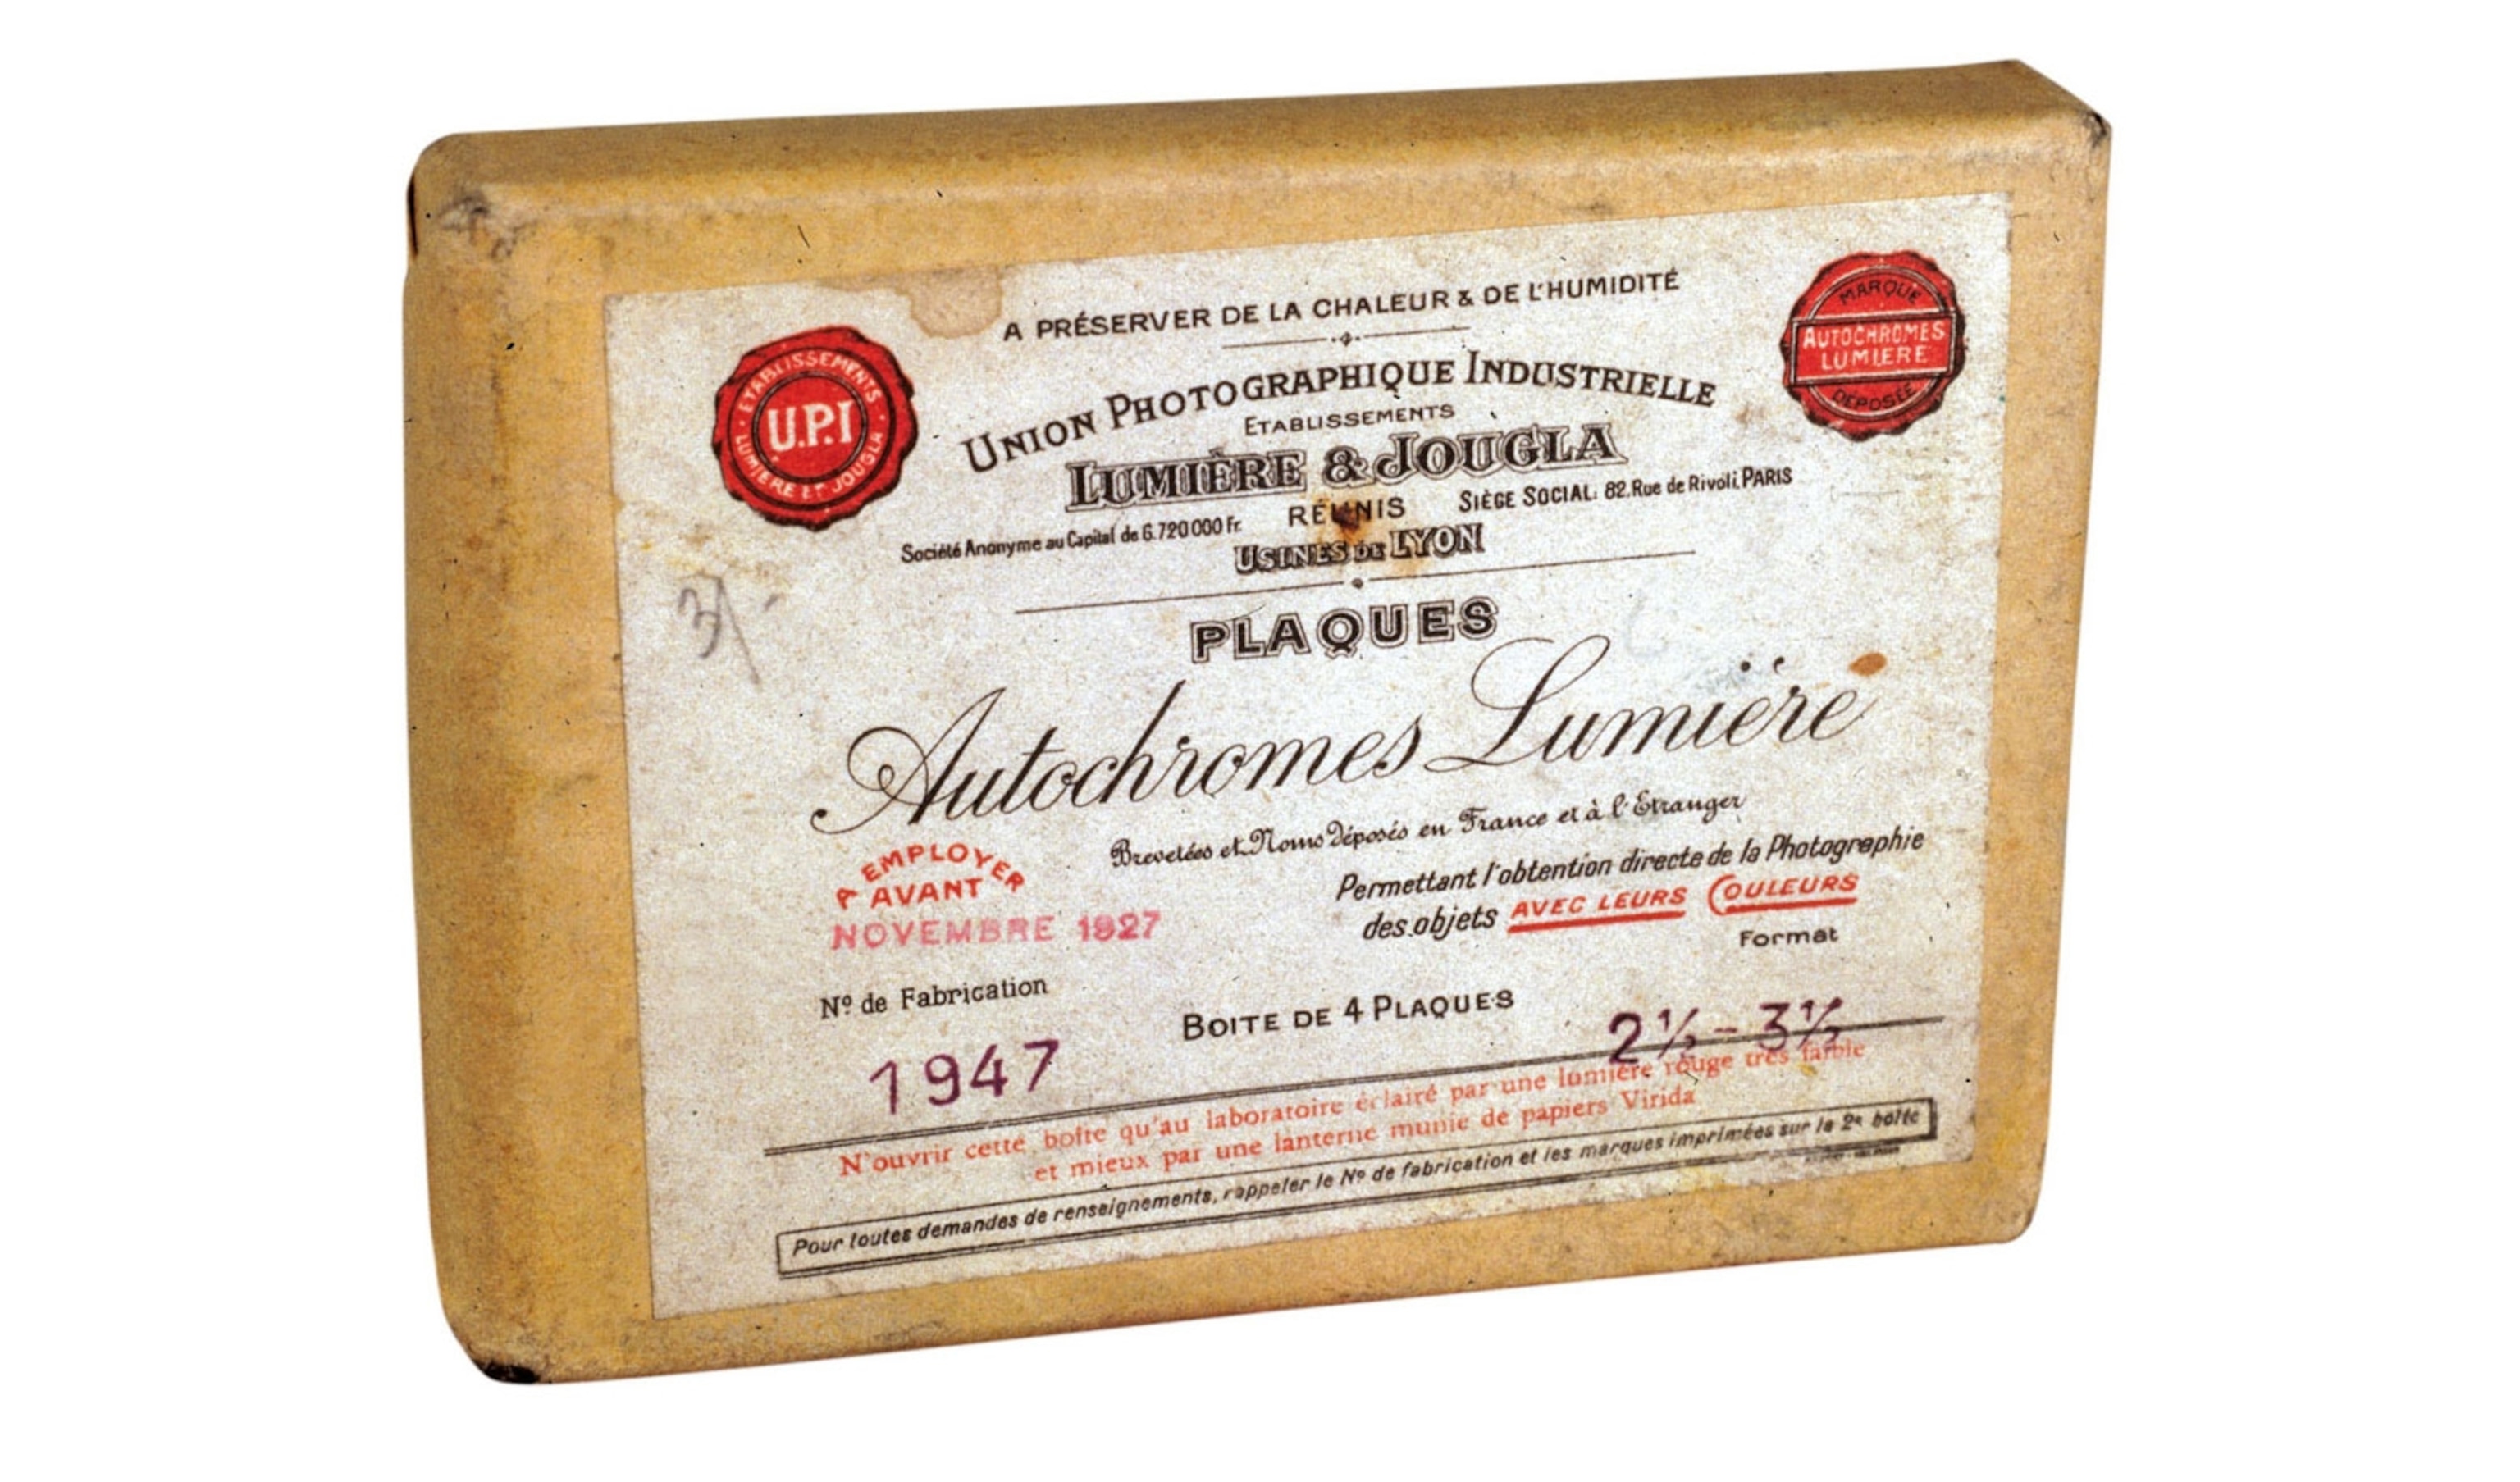 A PRÉSERVER DE LA CHALEUR & DE L'HUMIDITÉ
ETABLISSEMENTS
U.P.I
LUMIERE ET JOUGLA
MARQUE
AUTOCHROMES
LUMIERE
DÉPOSÉE
UNION PHOTOGRAPHIQUE INDUSTRIELLE
ETABLISSEMENTS
LUMIÈRE & JOUGLA
RÉUNIS
Société Anonyme au Capital de 6.720000 Fr.
SIÈGE SOCIAL: 82.Rue de Rivoli, PARIS
USINES DE LYON
PLAQUES
Autochromes Lumière
Brevetées et Noms Déposés en France et à l'Etranger
Permettant l'obtention directe de la Photographie
des objets AVEC LEURS COULEURS
A EMPLOYER
AVANT
NOVEMBRE 1927
Format
Nº de Fabrication
BOITE DE 4 PLAQUES
2½ - 3½
1947
N'ouvrir cette boîte qu'au laboratoire éclairé par une lumière rouge très faible
et mieux par une lanterne munie de papiers Virida
Pour toutes demandes de renseignements, rappeler le Nº de fabrication et les marques imprimées sur la 2e boîte